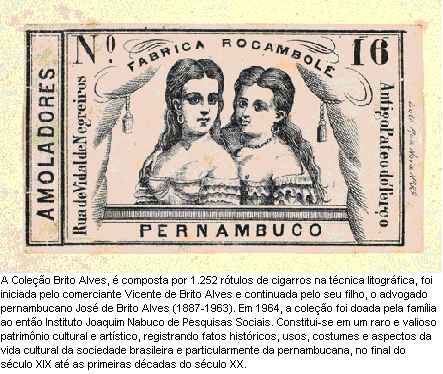 Nº 16
FABRICA ROCAMBOLE
AMOLADORES
Rua de Vidal de Negreiros
Antigo Pateo do Terço
PERNAMBUCO
A Coleção Brito Alves, é composta por 1.252 rótulos de cigarros na técnica litográfica, foi
iniciada pelo comerciante Vicente de Brito Alves e continuada pelo seu filho, o advogado
pernambucano José de Brito Alves (1887-1963). Em 1964, a coleção foi doada pela família
ao então Instituto Joaquim Nabuco de Pesquisas Sociais. Constitui-se em um raro e valioso
patrimônio cultural e artístico, registrando fatos históricos, usos, costumes e aspectos da
vida cultural da sociedade brasileira e particularmente da pernambucana, no final do
século XIX até as primeiras décadas do século XX.